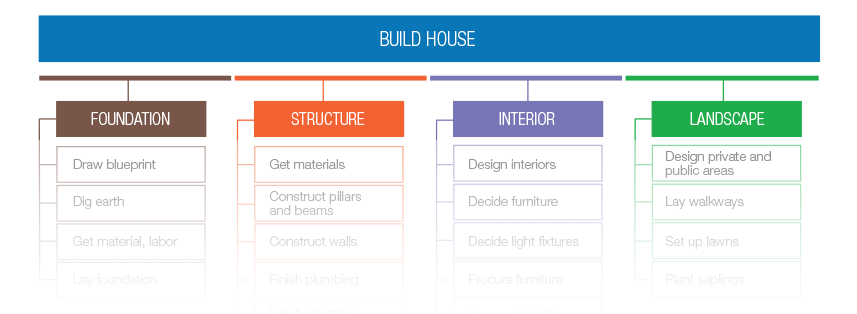 BUILD HOUSE
FOUNDATION
Draw blueprint
Dig earth
Get material, labor
Lay foundation
STRUCTURE
Get materials
Construct pillars
and beams
Construct walls
Finish plumbing
INTERIOR
Design interiors
Decide furniture
Decide light fixtures
Procure furniture
LANDSCAPE
Design private and
public areas
Lay walkways
Set up lawns
Plant saplings